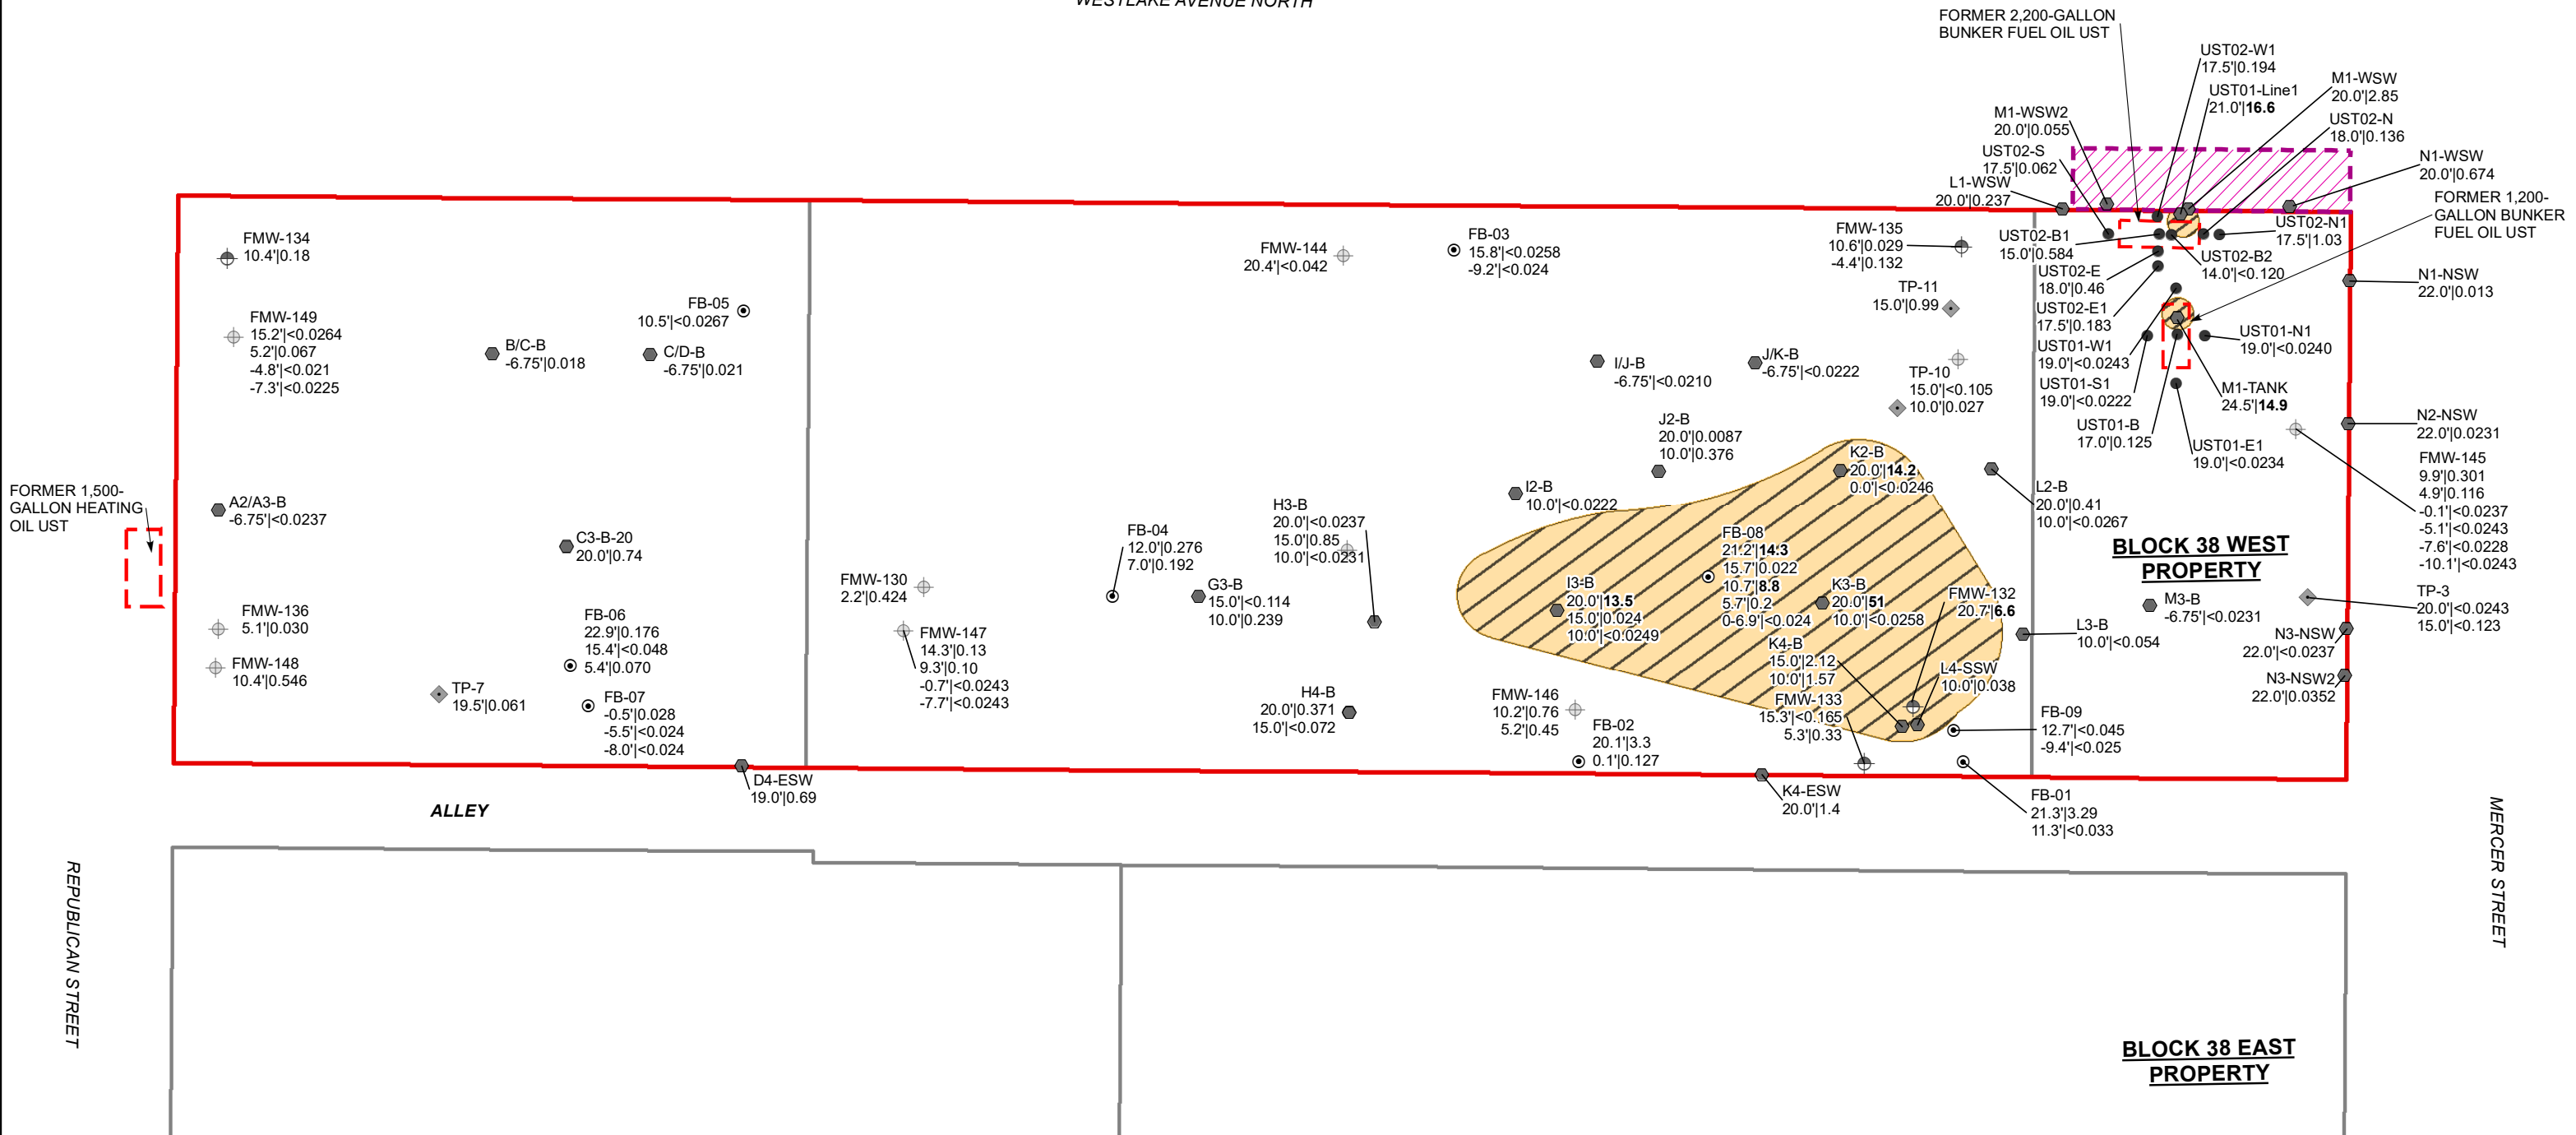 WESTLAKE AVENUE NORTH
FORMER 2,200-GALLON
BUNKER FUEL OIL UST
UST02-W1
17.5'|0.194
UST01-Line1
21.0'|16.6
M1-WSW
20.0'|2.85
M1-WSW2
20.0'|0.055
UST02-N
18.0'|0.136
UST02-S
17.5'|0.062
N1-WSW
20.0'|0.674
L1-WSW
20.0'|0.237
FORMER 1,200-
GALLON BUNKER
FUEL OIL UST
FMW-134
10.4'|0.18
FMW-144
20.4'|<0.042
FB-03
15.8'|<0.0258
-9.2'|<0.024
FMW-135
10.6'|0.029
-4.4'|0.132
UST02-B1
15.0'|0.584
UST02-N1
17.5'|1.03
UST02-B2
14.0'|<0.120
UST02-E
18.0'|0.46
N1-NSW
22.0'|0.013
TP-11
15.0'|0.99
FB-05
10.5'|<0.0267
UST02-E1
17.5'|0.183
FMW-149
15.2'|<0.0264
5.2'|0.067
-4.8'|<0.021
-7.3'|<0.0225
B/C-B
-6.75'|0.018
C/D-B
-6.75'|0.021
I/J-B
-6.75'|<0.0210
J/K-B
-6.75'|<0.0222
TP-10
15.0'|<0.105
10.0'|0.027
UST01-W1
19.0'|<0.0243
UST01-N1
19.0'|<0.0240
UST01-S1
19.0'|<0.0222
M1-TANK
24.5'|14.9
UST01-B
17.0'|0.125
UST01-E1
19.0'|<0.0234
N2-NSW
22.0'|0.0231
J2-B
20.0'|0.0087
10.0'|0.376
K2-B
20.0'|14.2
0.0'|<0.0246
FMW-145
9.9'|0.301
4.9'|0.116
-0.1'|<0.0237
-5.1'|<0.0243
-7.6'|<0.0228
-10.1'|<0.0243
FORMER 1,500-
GALLON HEATING
OIL UST
A2/A3-B
-6.75'|<0.0237
I2-B
10.0'|<0.0222
L2-B
20.0'|0.41
10.0'|<0.0267
H3-B
20.0'|<0.0237
15.0'|0.85
10.0'|<0.0231
C3-B-20
20.0'|0.74
FB-04
12.0'|0.276
7.0'|0.192
FB-08
21.2'|14.3
15.7'|0.022
10.7'|8.8
5.7'|0.2
0-6.9'|<0.024
BLOCK 38 WEST
PROPERTY
FMW-130
2.2'|0.424
G3-B
15.0'|<0.114
10.0'|0.239
I3-B
20.0'|13.5
15.0'|0.024
10.0'|<0.0249
K3-B
20.0'|51
10.0'|<0.0258
FMW-132
20.7'|6.6
M3-B
-6.75'|<0.0231
TP-3
20.0'|<0.0243
15.0'|<0.123
FMW-136
5.1'|0.030
FB-06
22.9'|0.176
15.4'|<0.048
5.4'|0.070
FMW-147
14.3'|0.13
9.3'|0.10
-0.7'|<0.0243
-7.7'|<0.0243
L3-B
10.0'|<0.054
N3-NSW
22.0'|<0.0237
FMW-148
10.4'|0.546
K4-B
15.0'|2.12
10.0'|1.57
L4-SSW
10.0'|0.038
N3-NSW2
22.0'|0.0352
TP-7
19.5'|0.061
FB-07
-0.5'|0.028
-5.5'|<0.024
-8.0'|<0.024
H4-B
20.0'|0.371
15.0'|<0.072
FMW-146
10.2'|0.76
5.2'|0.45
FMW-133
15.3'|<0.165
5.3'|0.33
FB-02
20.1'|3.3
0.1'|0.127
FB-09
12.7'|<0.045
-9.4'|<0.025
D4-ESW
19.0'|0.69
K4-ESW
20.0'|1.4
FB-01
21.3'|3.29
11.3'|<0.033
ALLEY
REPUBLICAN STREET
MERCER STREET
BLOCK 38 EAST
PROPERTY